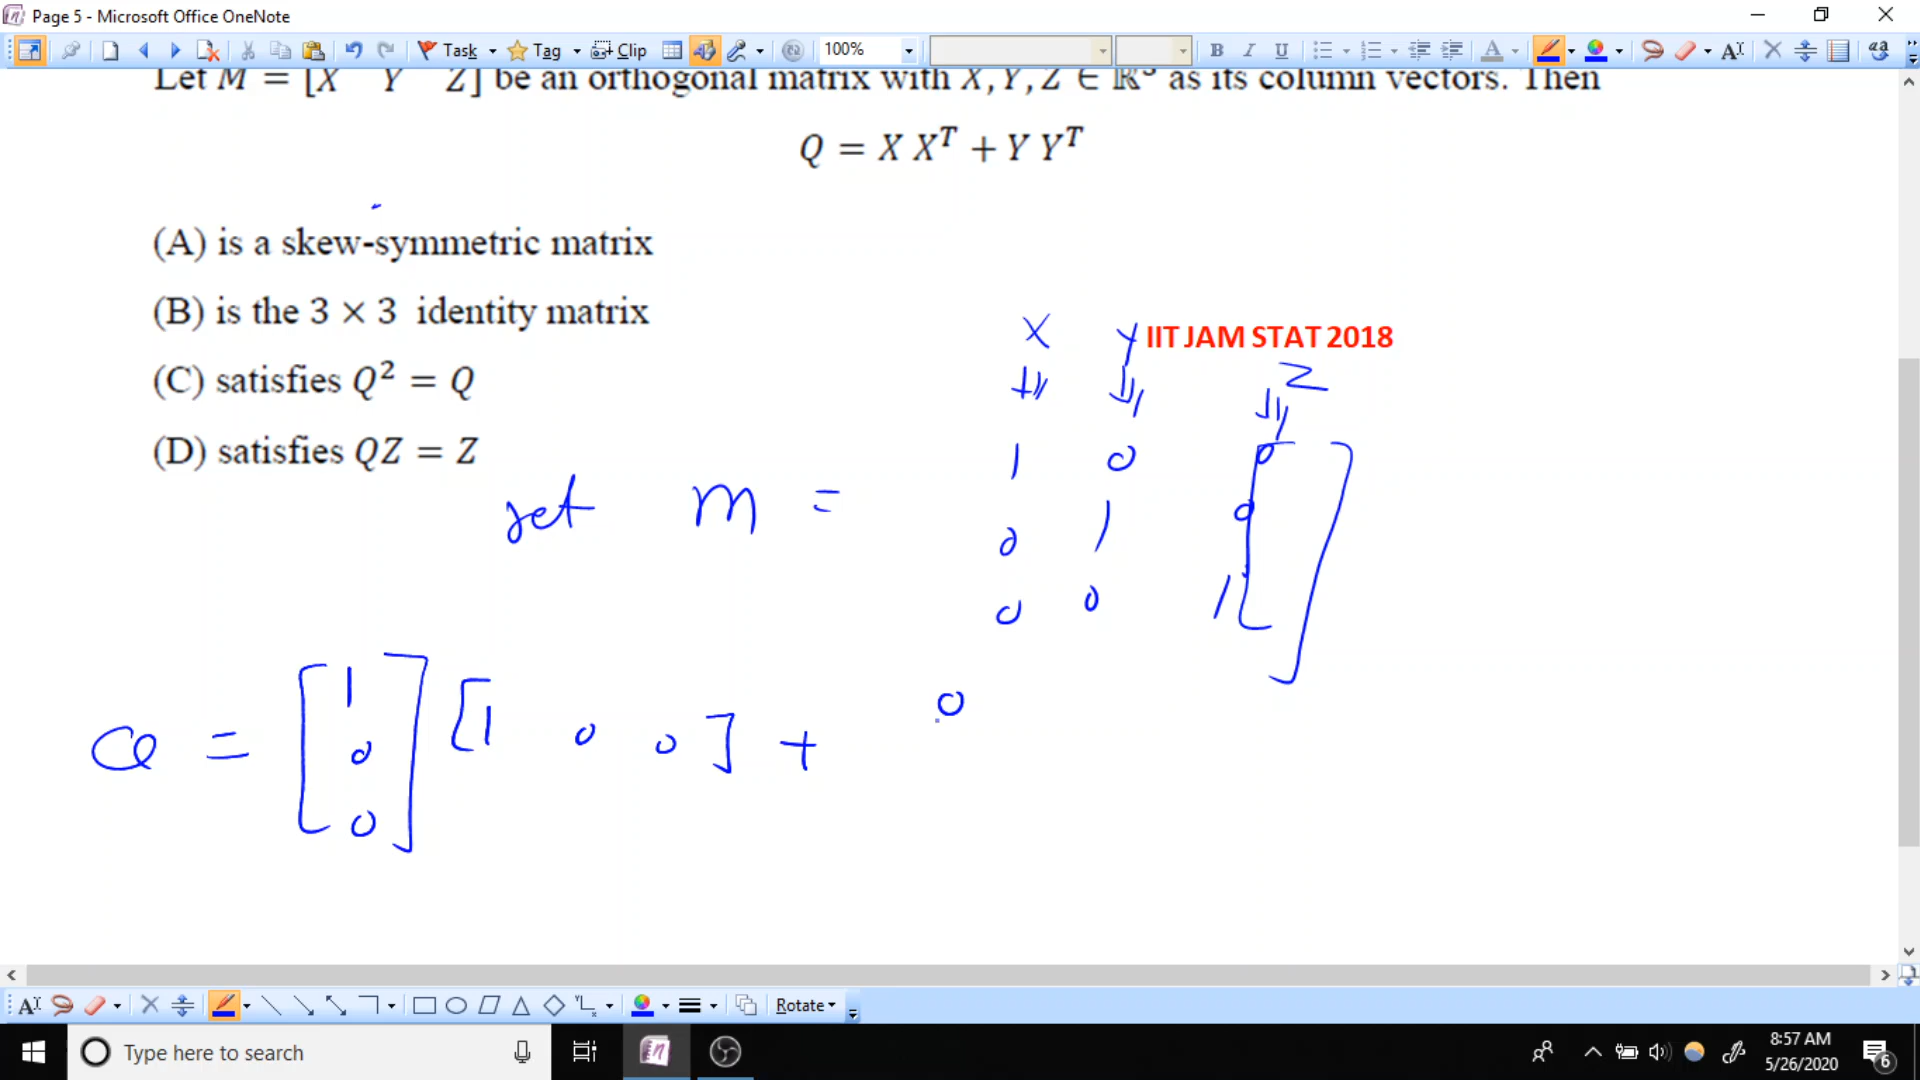 Page 5 - Microsoft Office OneNote
Task Tag Clip 100% B I U
Let M = [X Y Z] be an orthogonal matrix with X, Y, Z ∈ ℝ³ as its column vectors. Then
Q = X Xᵀ + Y Yᵀ
(A) is a skew-symmetric matrix
(B) is the 3 × 3 identity matrix
(C) satisfies Q² = Q
(D) satisfies QZ = Z
IIT JAM STAT 2018
X Y Z
1 0 0
m =
0 1 0
0 0 1
Q = [1 0 0] [1 0 0] + 0
Rotate
Type here to search
8:57 AM
5/26/2020
6